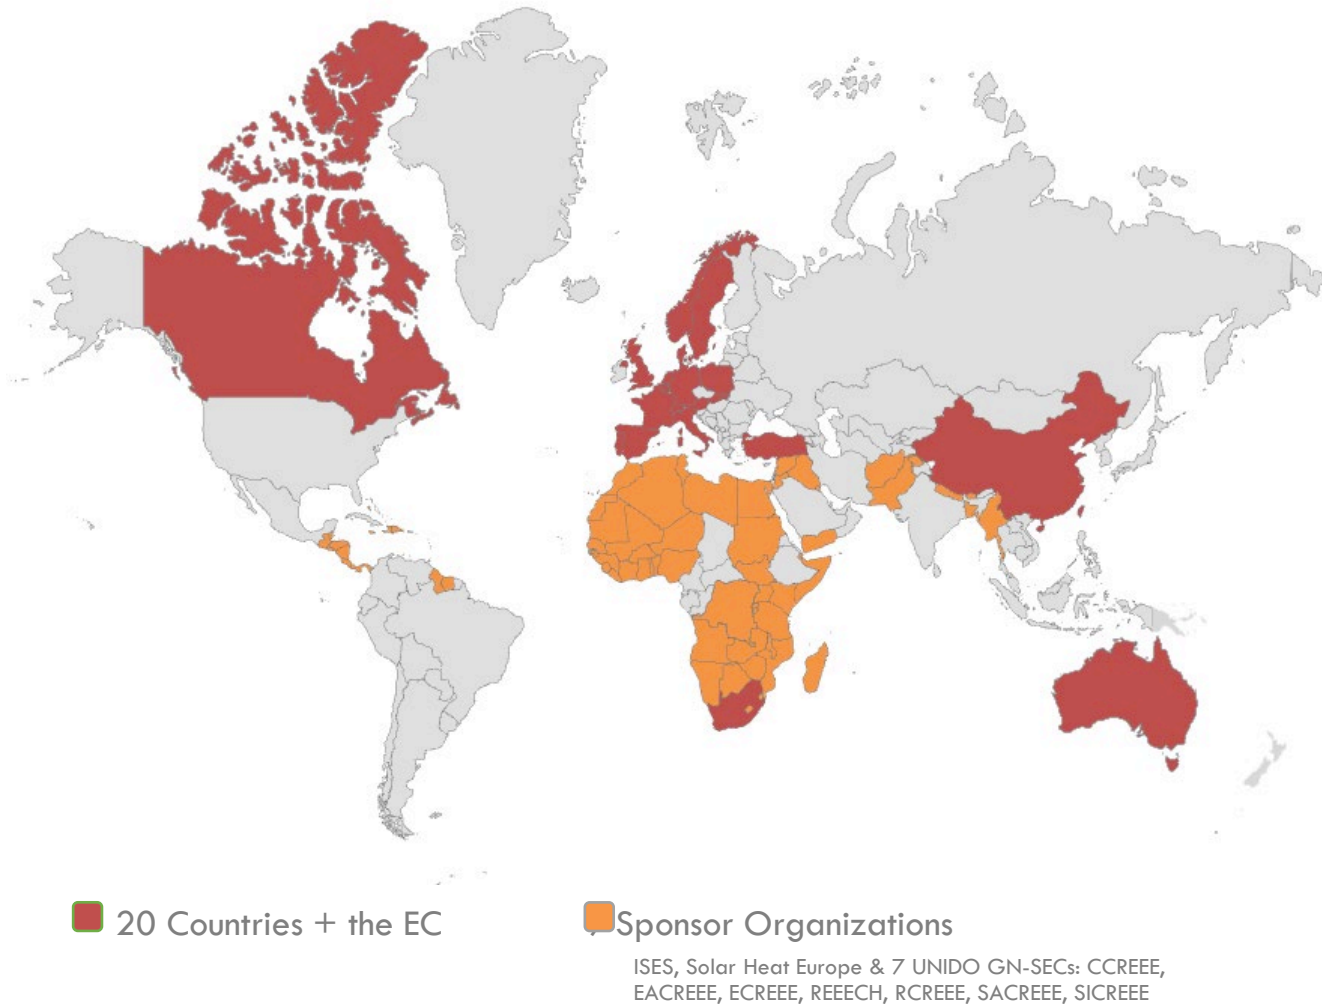 20 Countries + the EC
Sponsor Organizations
ISES, Solar Heat Europe & 7 UNIDO GN-SECs: CCREEE,
EACREEE, ECREEE, REEECH, RCREEE, SACREEE, SICREEE